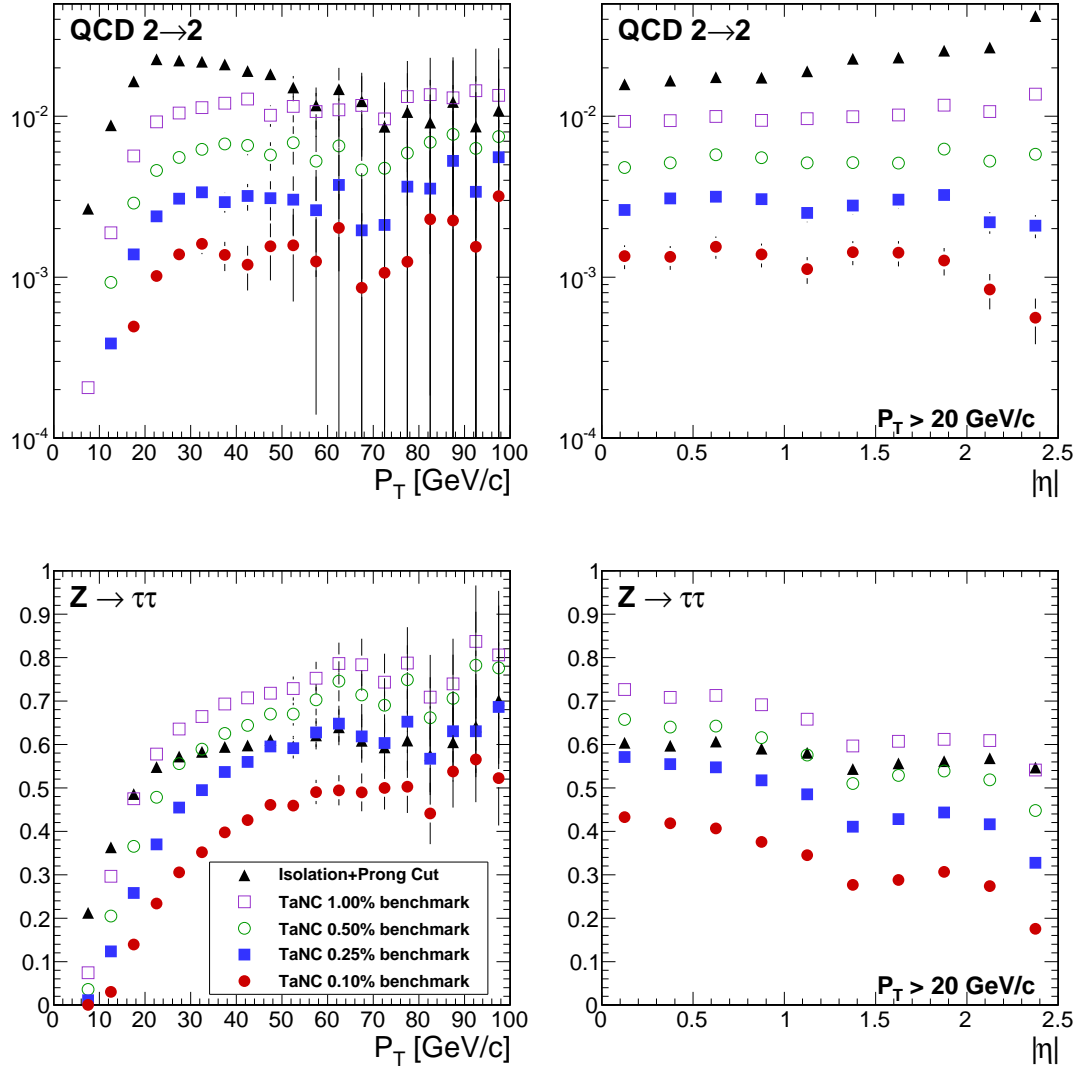 QCD 2→2
10⁻²
10⁻³
10⁻⁴
0 10 20 30 40 50 60 70 80 90 100
P_T [GeV/c]
QCD 2→2
10⁻²
10⁻³
10⁻⁴
P_T > 20 GeV/c
0 0.5 1 1.5 2 2.5
|η|
Z → ττ
1
0.9
0.8
0.7
0.6
0.5
0.4
0.3
0.2
0.1
0
Isolation+Prong Cut
TaNC 1.00% benchmark
TaNC 0.50% benchmark
TaNC 0.25% benchmark
TaNC 0.10% benchmark
0 10 20 30 40 50 60 70 80 90 100
P_T [GeV/c]
Z → ττ
1
0.9
0.8
0.7
0.6
0.5
0.4
0.3
0.2
0.1
0
P_T > 20 GeV/c
0 0.5 1 1.5 2 2.5
|η|